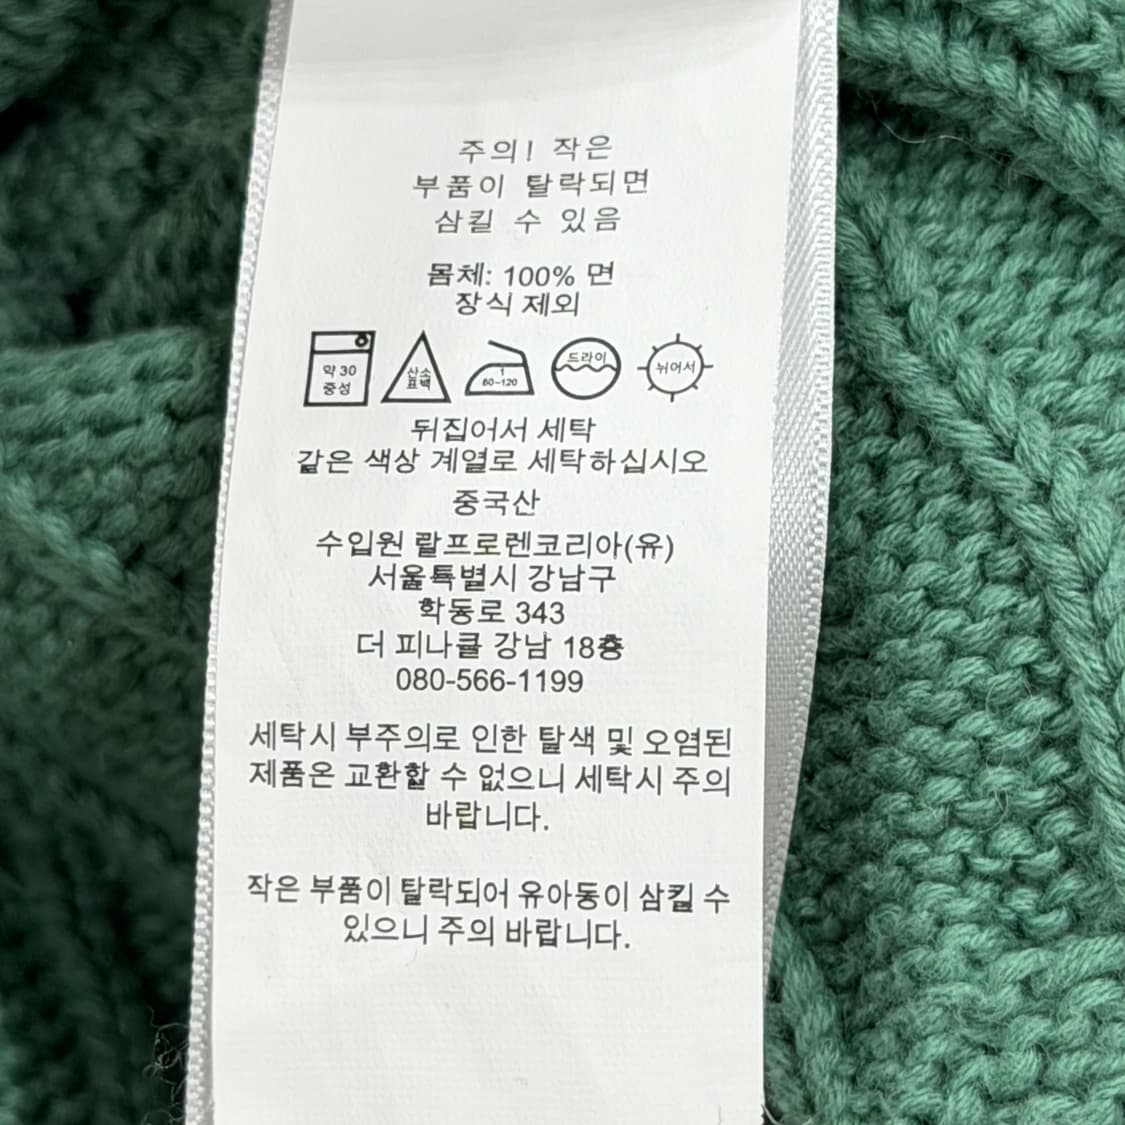 주의! 작은
부품이 탈락되면
삼킬 수 있음
몸체: 100% 면
장식 제외
약 30
중성
산소
표백
1
80-120
드라이
뉘어서
뒤집어서 세탁
같은 색상 계열로 세탁하십시오
중국산
수입원 랄프로렌코리아(유)
서울특별시 강남구
학동로 343
더 피나클 강남 18층
080-566-1199
세탁시 부주의로 인한 탈색 및 오염된
제품은 교환할 수 없으니 세탁시 주의
바랍니다.
작은 부품이 탈락되어 유아동이 삼킬 수
있으니 주의 바랍니다.